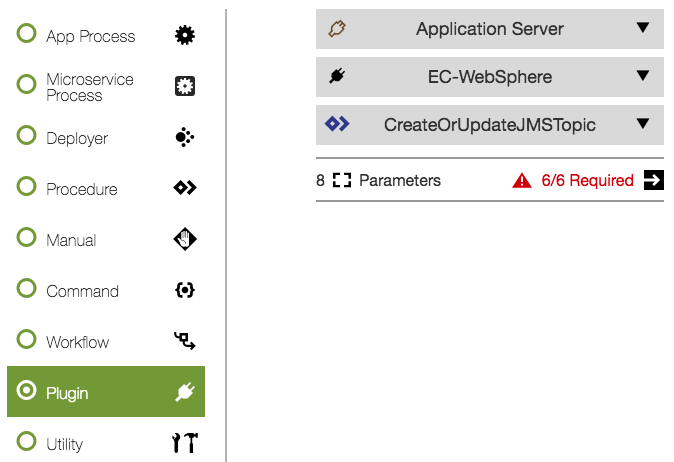 App Process
Microservice
Process
Deployer
Procedure
Manual
Command
Workflow
Plugin
Utility
Application Server
EC-WebSphere
CreateOrUpdateJMSTopic
8 Parameters 6/6 Required